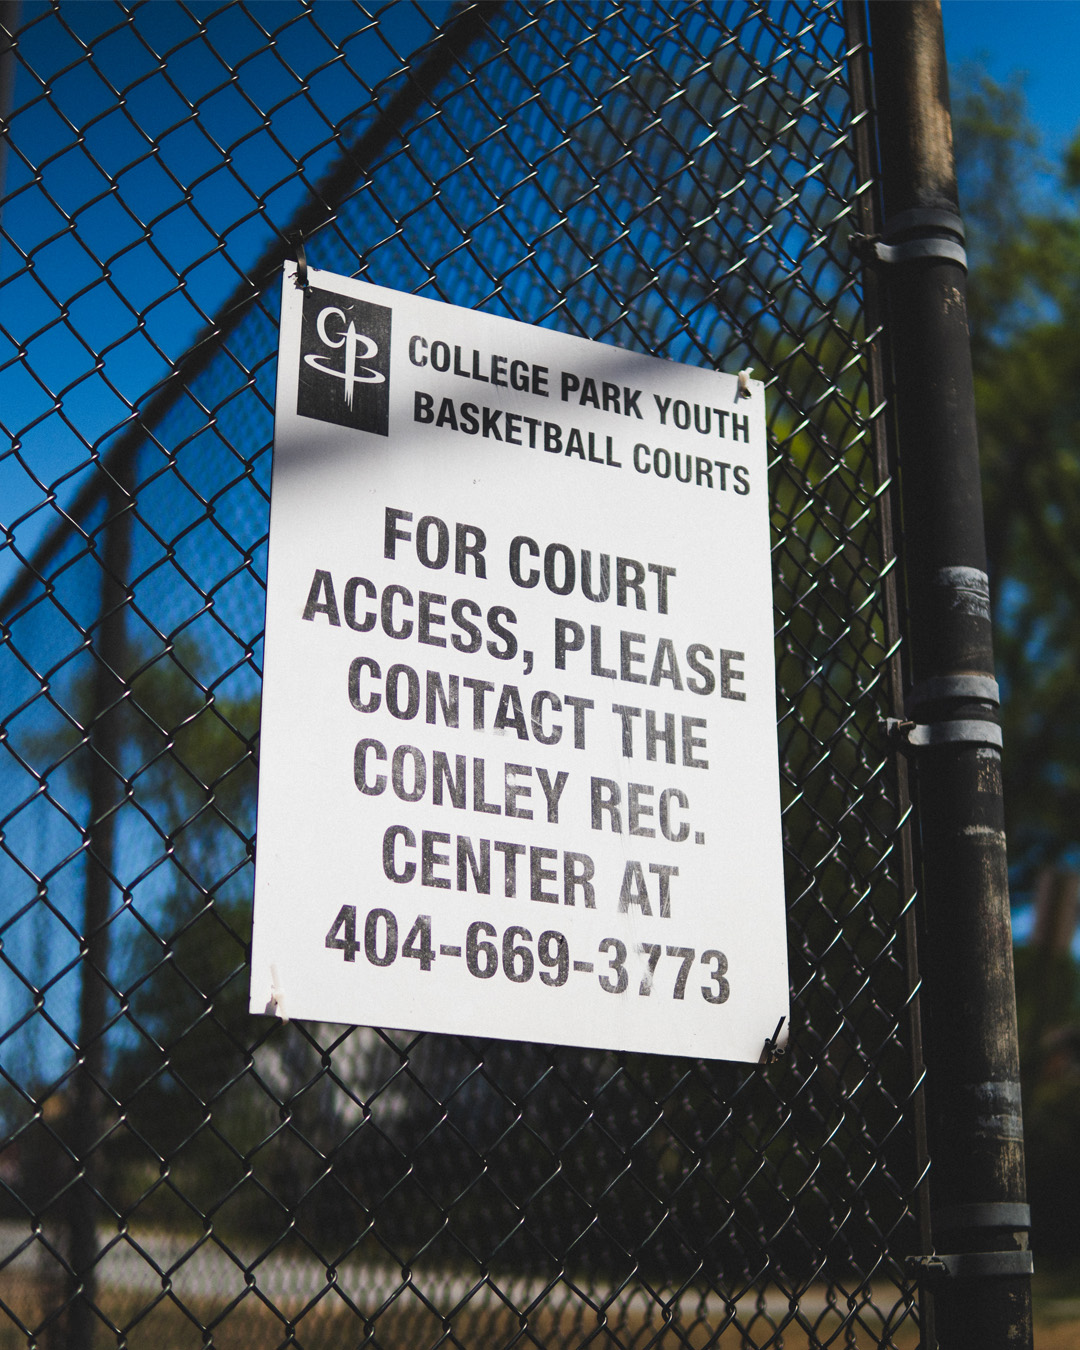 CP
COLLEGE PARK YOUTH
BASKETBALL COURTS
FOR COURT
ACCESS, PLEASE
CONTACT THE
CONLEY REC.
CENTER AT
404-669-3773